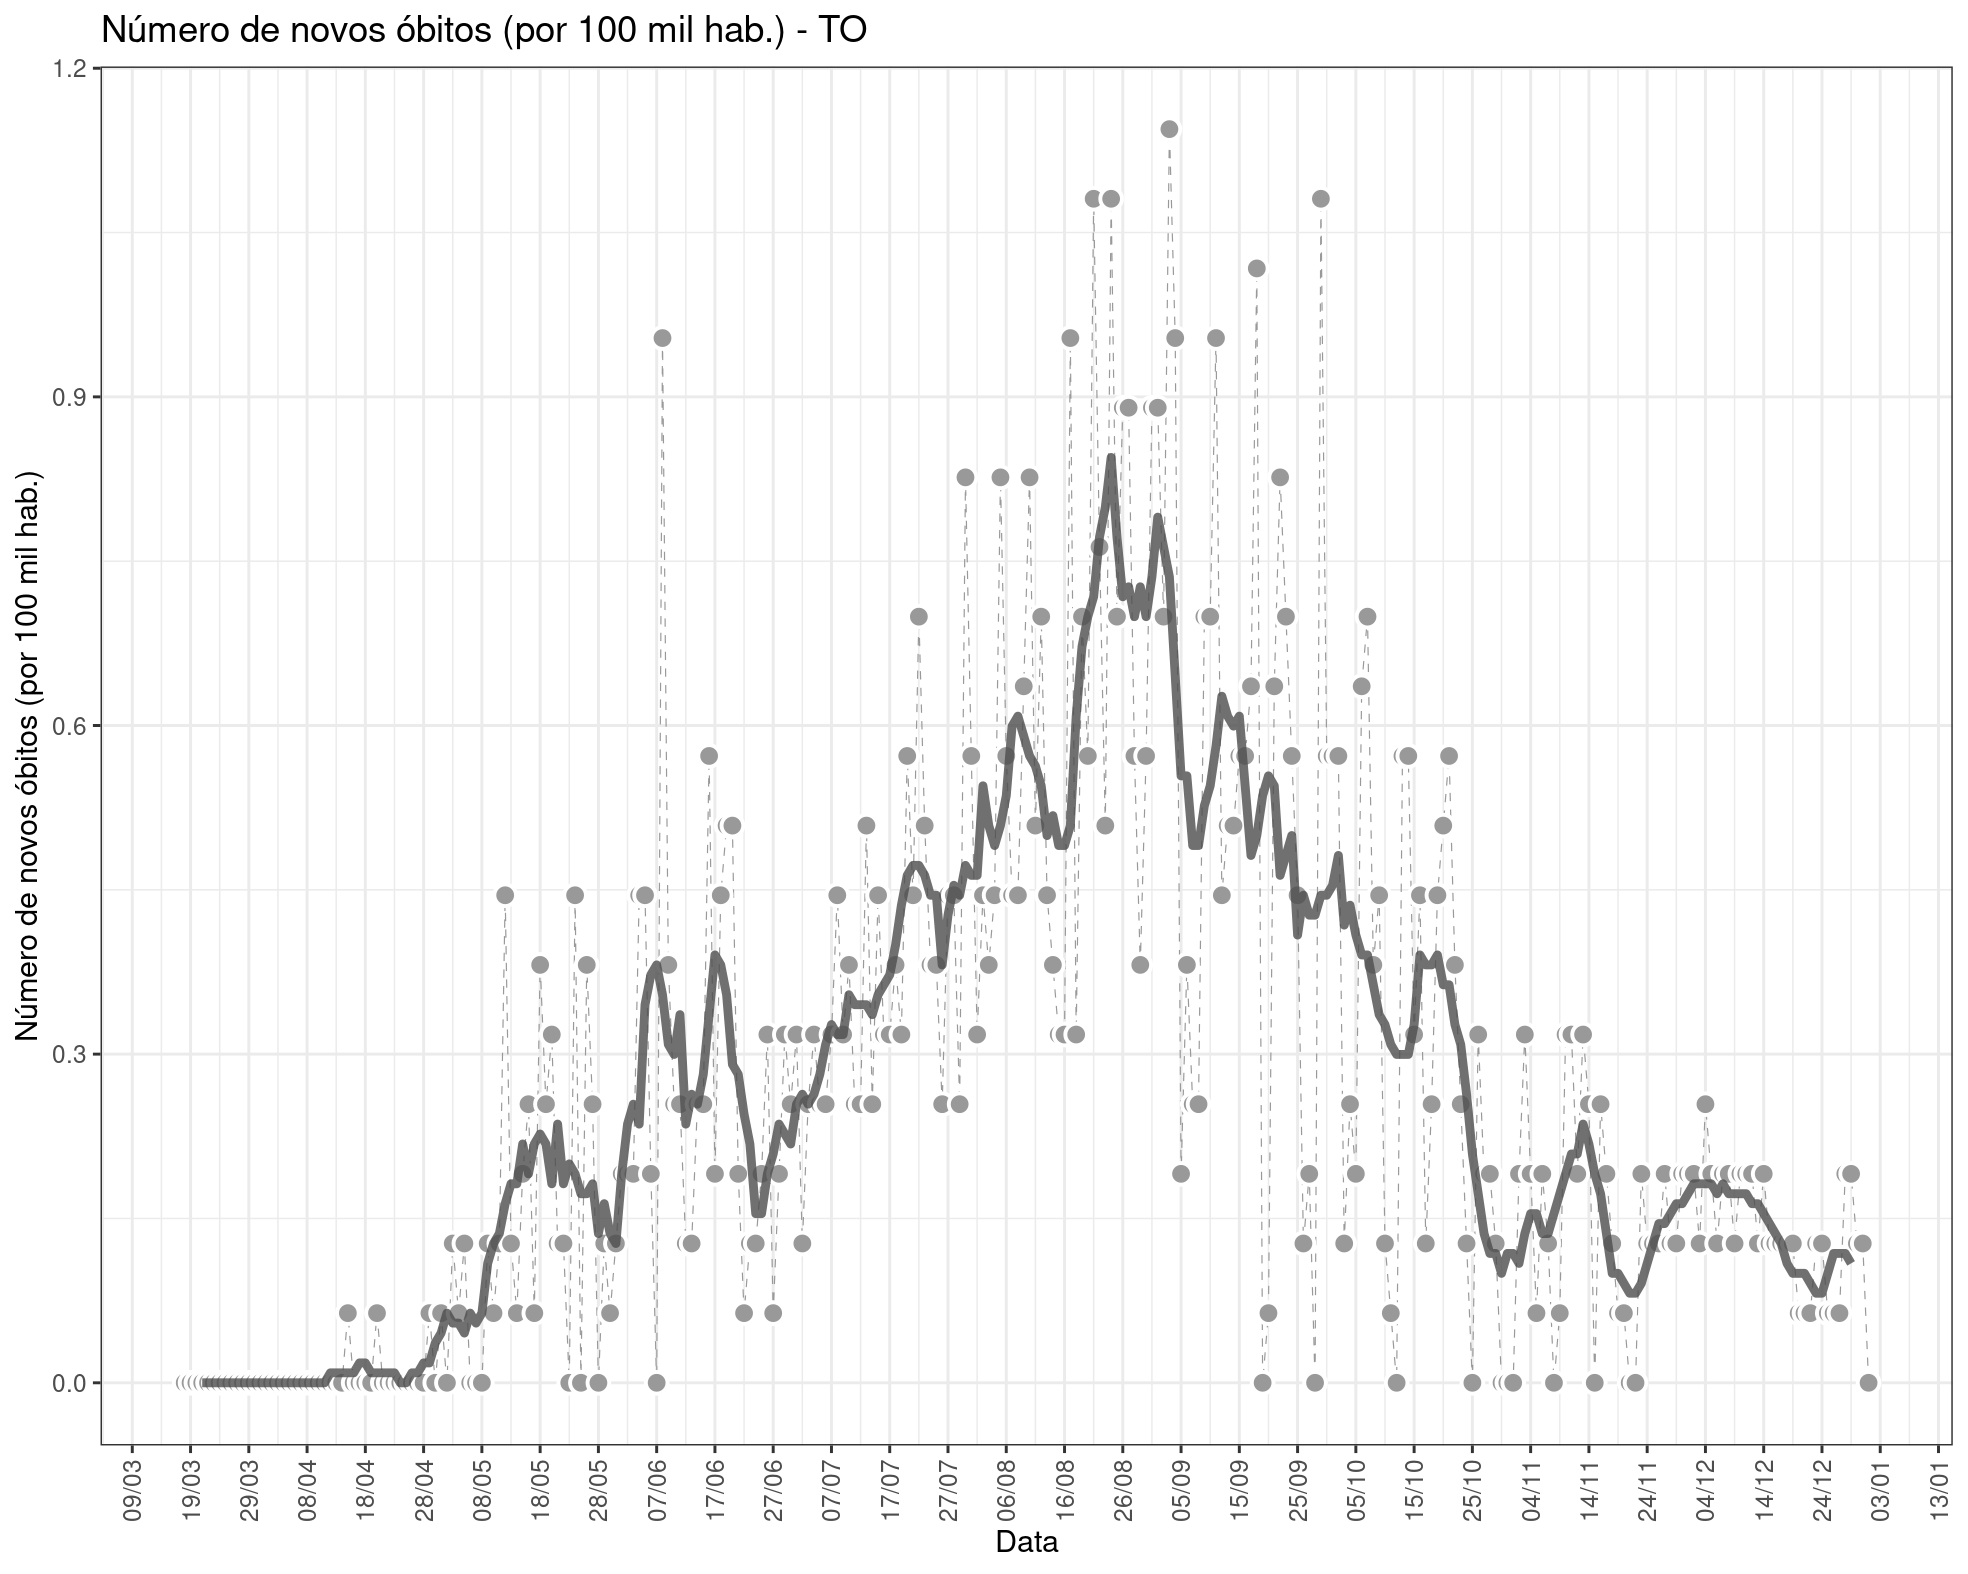 Número de novos óbitos (por 100 mil hab.) - TO
Número de novos óbitos (por 100 mil hab.)
1.2
0.9
0.6
0.3
0.0
09/03 19/03 29/03 08/04 18/04 28/04 08/05 18/05 28/05 07/06 17/06 27/06 07/07 17/07 27/07 06/08 16/08 26/08 05/09 15/09 25/09 05/10 15/10 25/10 04/11 14/11 24/11 04/12 14/12 24/12 03/01 13/01
Data